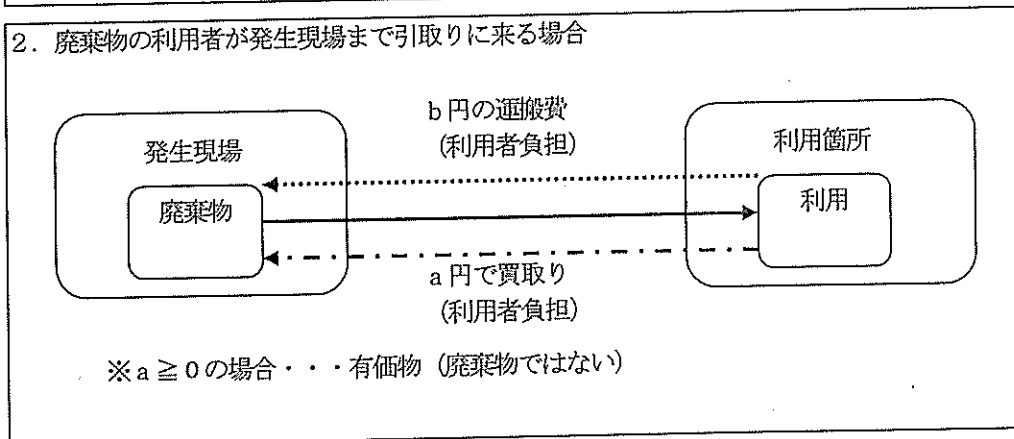 2．廃棄物の利用者が発生現場まで引取りに来る場合
b円の運搬費
(利用者負担)
発生現場
利用箇所
廃棄物
利用
a円で買取り
(利用者負担)
※a≧0の場合・・・有価物（廃棄物ではない）